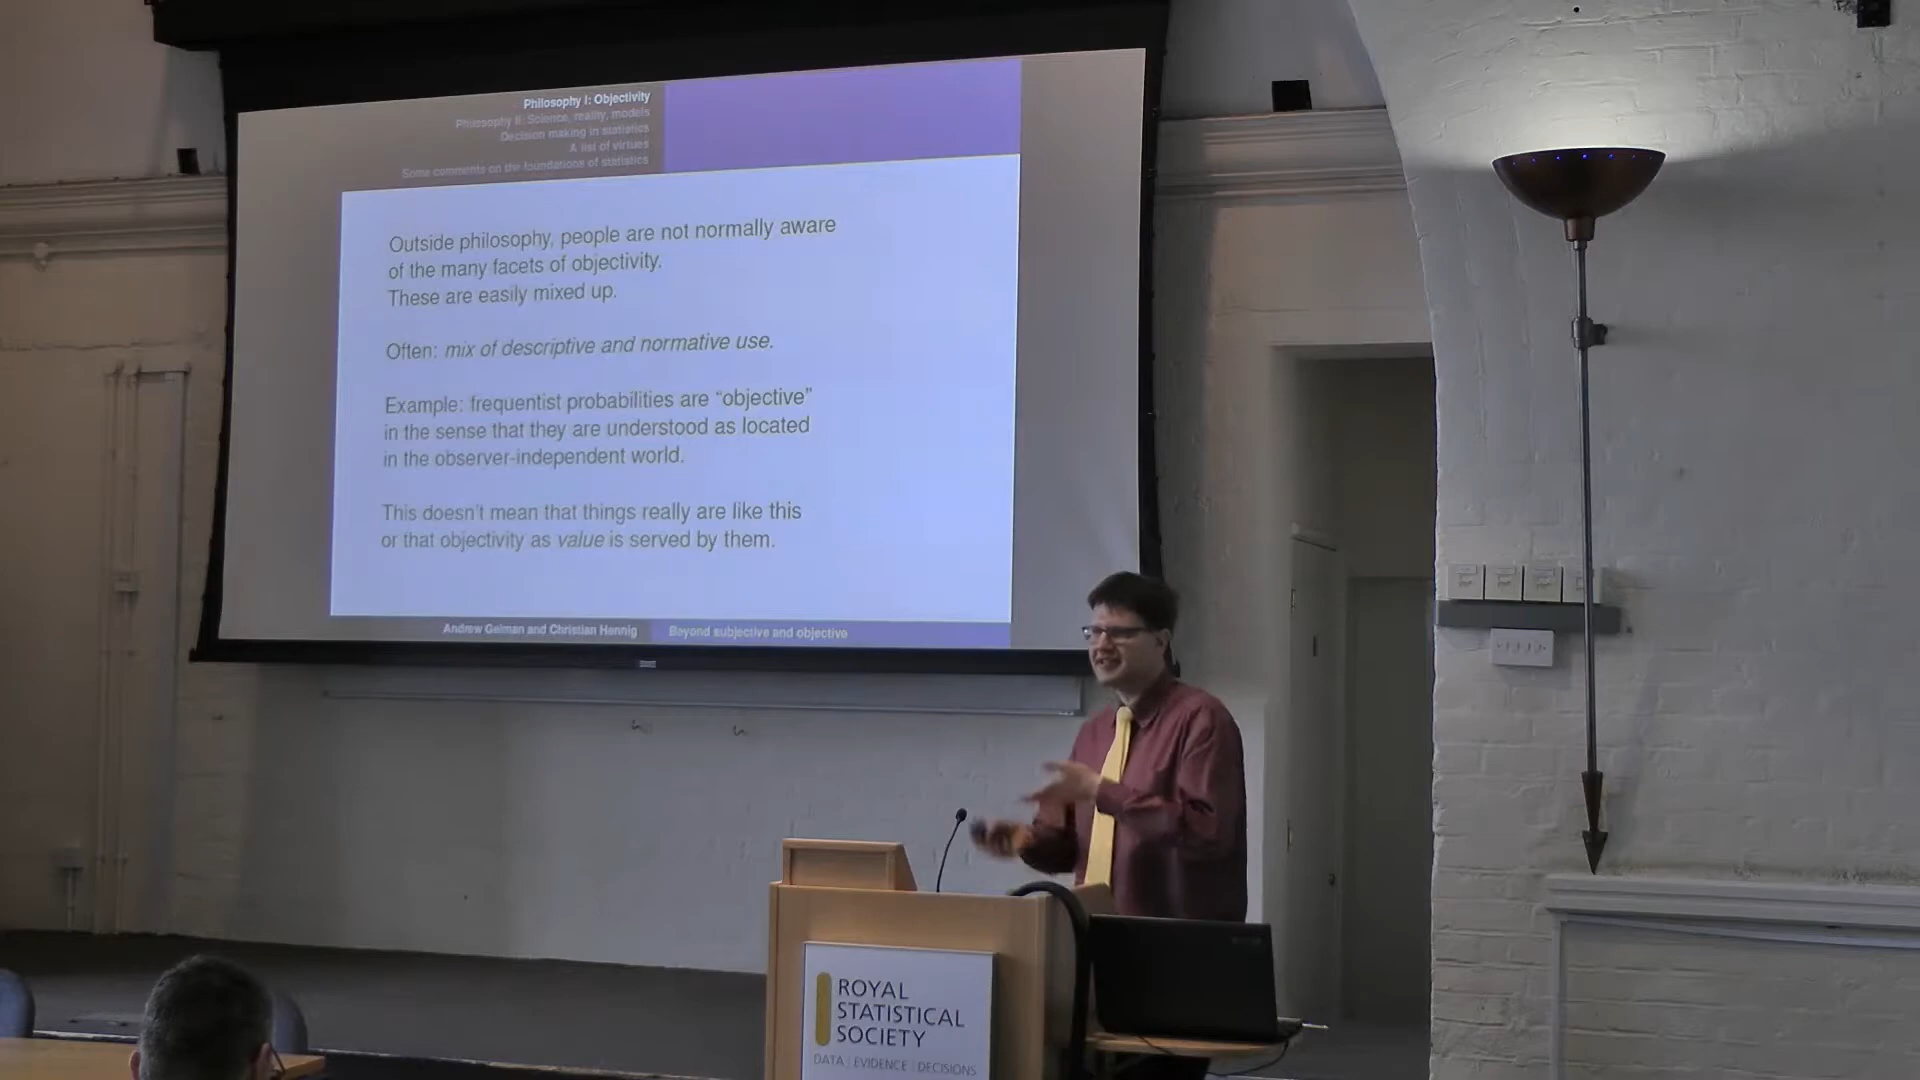 Philosophy I: Objectivity
Philosophy II: Science, reality, models
Decision making in statistics
A list of virtues
Some comments on the foundations of statistics
Outside philosophy, people are not normally aware
of the many facets of objectivity.
These are easily mixed up.
Often: mix of descriptive and normative use.
Example: frequentist probabilities are “objective”
in the sense that they are understood as located
in the observer-independent world.
This doesn't mean that things really are like this
or that objectivity as value is served by them.
Andrew Gelman and Christian Hennig
Beyond subjective and objective
ROYAL
STATISTICAL
SOCIETY
DATA | EVIDENCE | DECISIONS